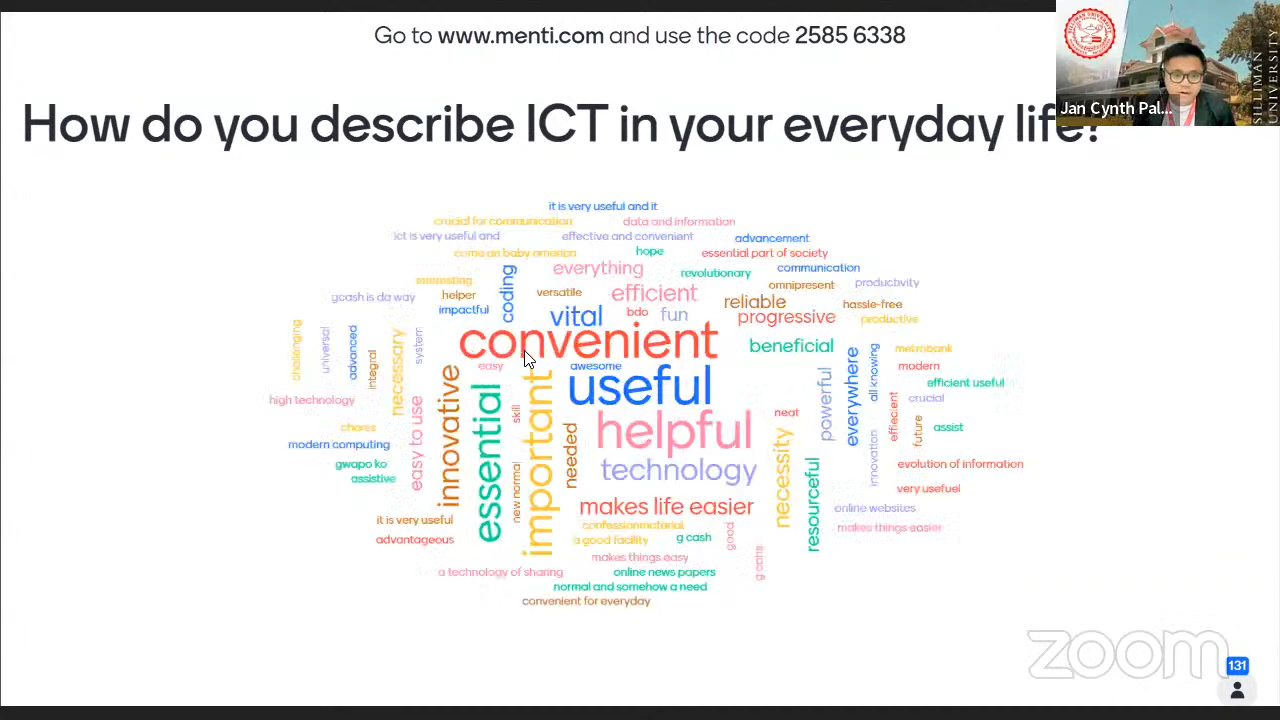 Go to www.menti.com and use the code 2585 6338
How do you describe ICT in your everyday life?
SILLIMAN UNIVERSITY
Jan Cynth Pal...
it is very useful and it
crucial for communication
data and information
ict is very useful and
effective and convenient
advancement
come on baby america
hope
essential part of society
everything
revolutionary
communication
coding
omnipresent
productivity
gcash is da way
helper
versatile
efficient
reliable
hassle-free
impactful
vital
bdo
fun
progressive
productive
challenging
universal
advanced
integral
necessary
system
convenient
beneficial
everywhere
all knowing
metrobank
easy
awesome
modern
innovative
essential
important
useful
powerful
efficient useful
high technology
easy to use
skill
helpful
neat
effiecient
crucial
future
assist
chores
modern computing
needed
necessity
innovation
gwapo ko
technology
resourceful
evolution of information
assistive
new normal
very usefuel
makes life easier
online websites
it is very useful
confessionmaterial
good
makes things easier
advantageous
a good facility
g cash
makes things easy
g cahs
a technology of sharing
online news papers
normal and somehow a need
convenient for everyday
zoom
131